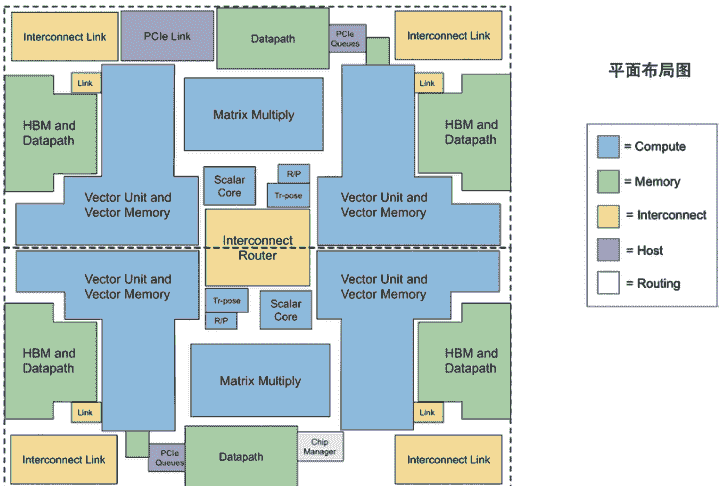 Interconnect Link
PCIe Link
Datapath
PCIe
Queues
Interconnect Link
Link
Link
HBM and
Datapath
Matrix Multiply
HBM and
Datapath
Scalar
Core
R/P
Tr-pose
Vector Unit and
Vector Memory
Vector Unit and
Vector Memory
Interconnect
Router
Vector Unit and
Vector Memory
Vector Unit and
Vector Memory
Tr-pose
R/P
Scalar
Core
HBM and
Datapath
HBM and
Datapath
Matrix Multiply
Link
Link
Interconnect Link
PCIe
Queues
Datapath
Chip
Manager
Interconnect Link
平面布局图
= Compute
= Memory
= Interconnect
= Host
= Routing